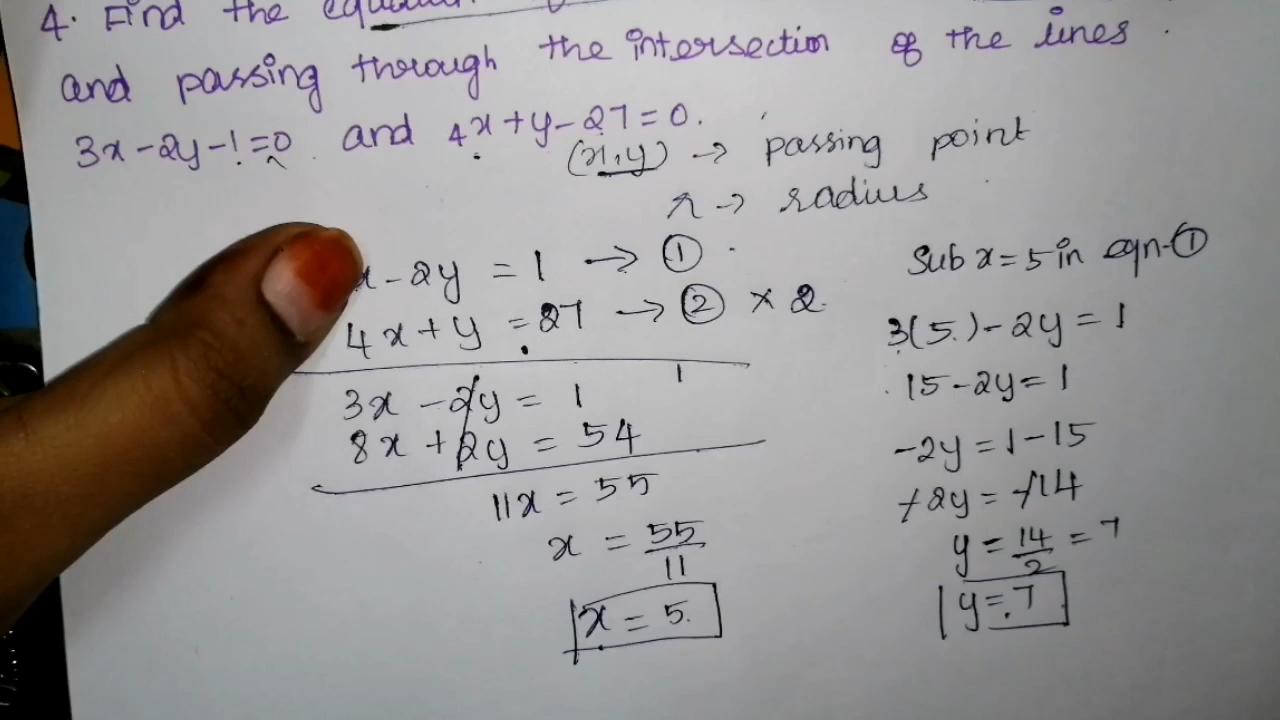 4. Find the
and passing through the intersection of the lines .
3x-2y-1=0. and 4x+y-27=0.
(x,y) → passing point
r → radius
x-2y = 1 → ①
4x+y = 27 → ② × 2.
3x-2y = 1
8x+2y = 54
11x = 55
x = 55/11
x = 5.
Sub x=5 in eqn-①
3(5.)-2y = 1
15-2y = 1
-2y = 1-15
-2y = -14
y = 14/2 = 7
y = 7